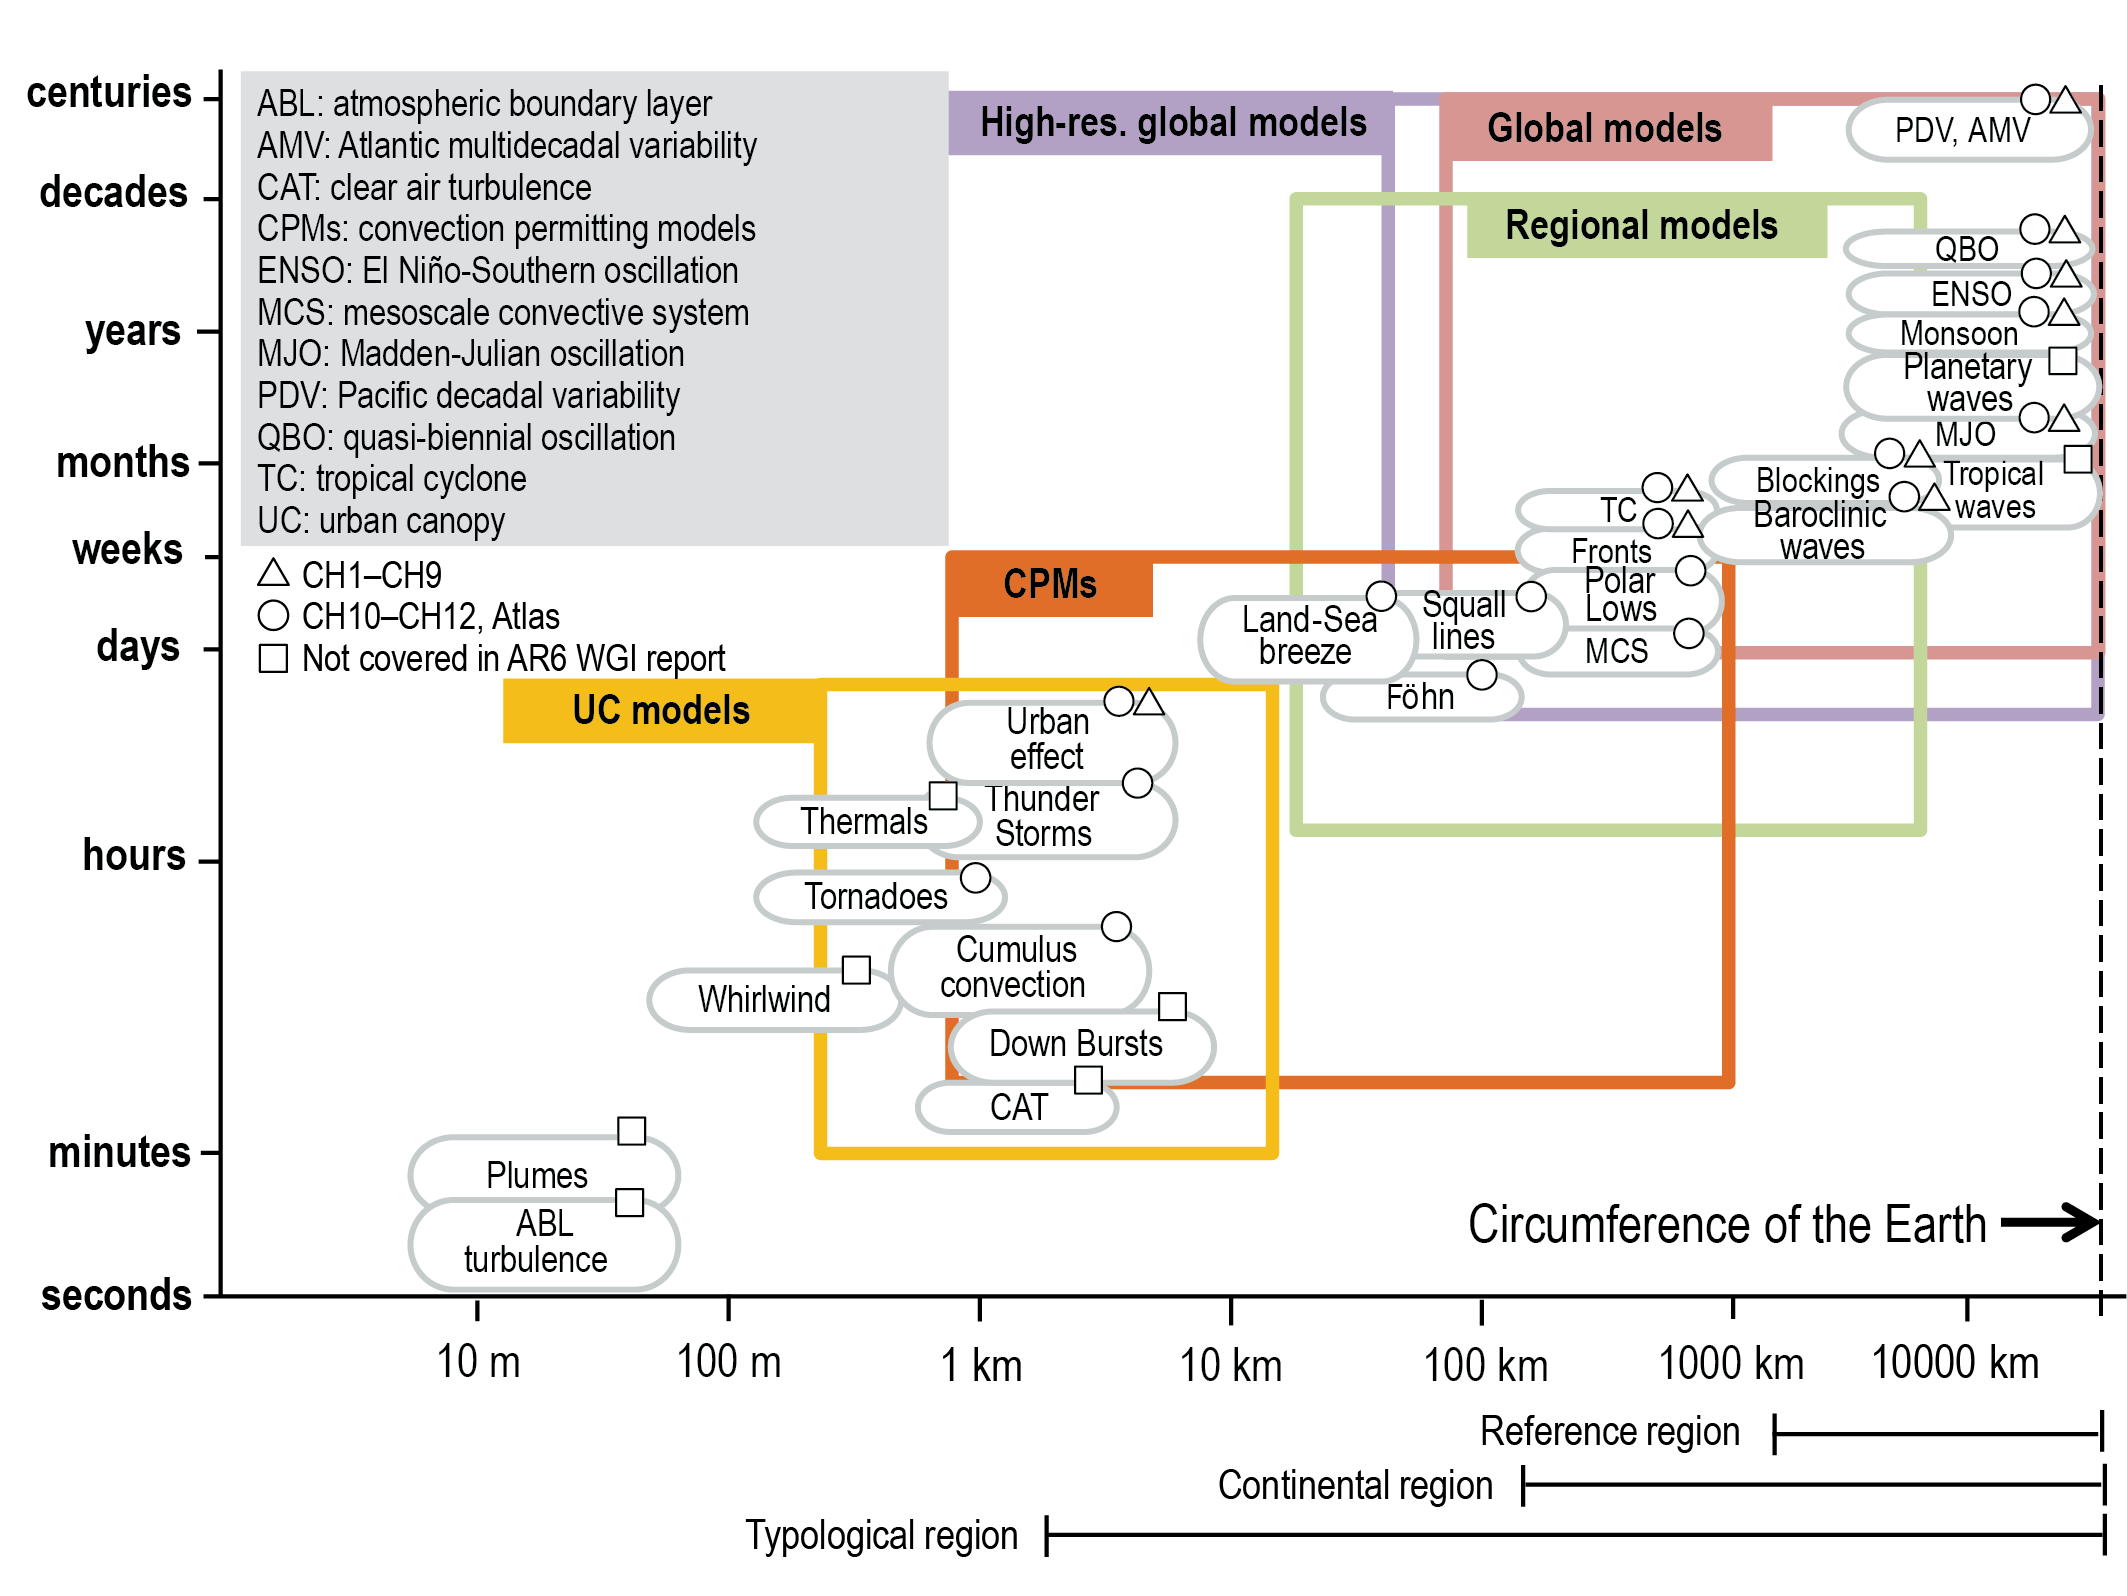 centuries
decades
years
months
weeks
days
hours
minutes
seconds
ABL: atmospheric boundary layer
AMV: Atlantic multidecadal variability
CAT: clear air turbulence
CPMs: convection permitting models
ENSO: El Niño-Southern oscillation
MCS: mesoscale convective system
MJO: Madden-Julian oscillation
PDV: Pacific decadal variability
QBO: quasi-biennial oscillation
TC: tropical cyclone
UC: urban canopy
CH1–CH9
CH10–CH12, Atlas
Not covered in AR6 WGI report
High-res. global models
Global models
Regional models
CPMs
UC models
PDV, AMV
QBO
ENSO
Monsoon
Planetary
waves
MJO
Tropical
waves
Blockings
Baroclinic
waves
TC
Fronts
Polar
Lows
MCS
Squall
lines
Land-Sea
breeze
Föhn
Urban
effect
Thunder
Storms
Thermals
Tornadoes
Cumulus
convection
Whirlwind
Down Bursts
CAT
Plumes
ABL
turbulence
Circumference of the Earth
10 m
100 m
1 km
10 km
100 km
1000 km
10000 km
Reference region
Continental region
Typological region